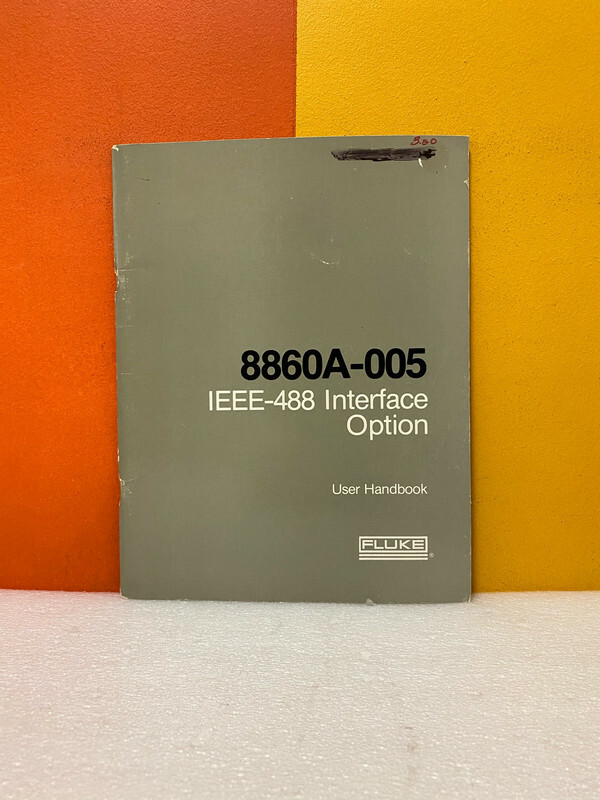 8860A-005
IEEE-488 Interface
Option
User Handbook
FLUKE
®